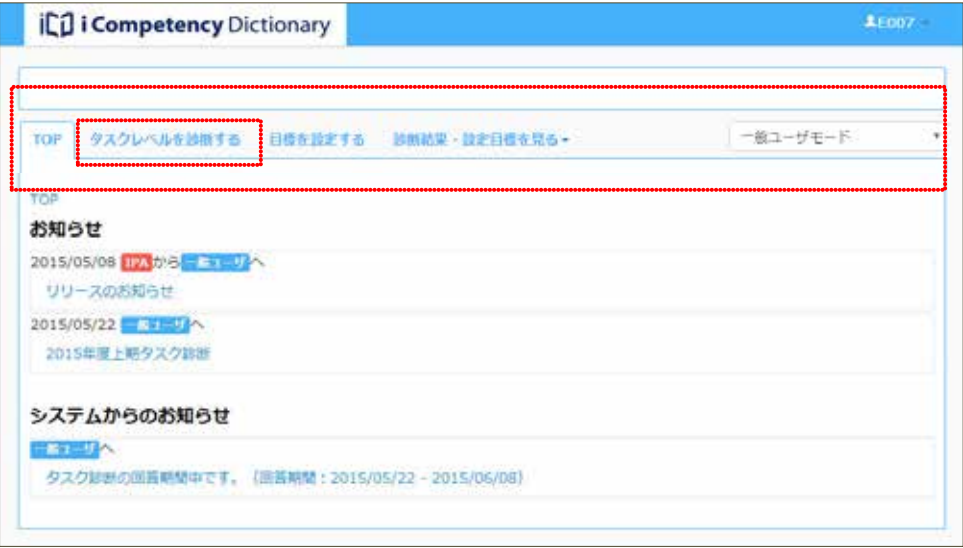 iCD i Competency Dictionary
E007
TOP タスクレベルを診断する 目標を設定する 診断結果・設定目標を見る 一般ユーザモード
TOP
お知らせ
2015/05/08 IPAから一般ユーザへ
リリースのお知らせ
2015/05/22 一般ユーザへ
2015年度上期タスク診断
システムからのお知らせ
一般ユーザへ
タスク診断の回答期間中です。（回答期間：2015/05/22 - 2015/06/08）